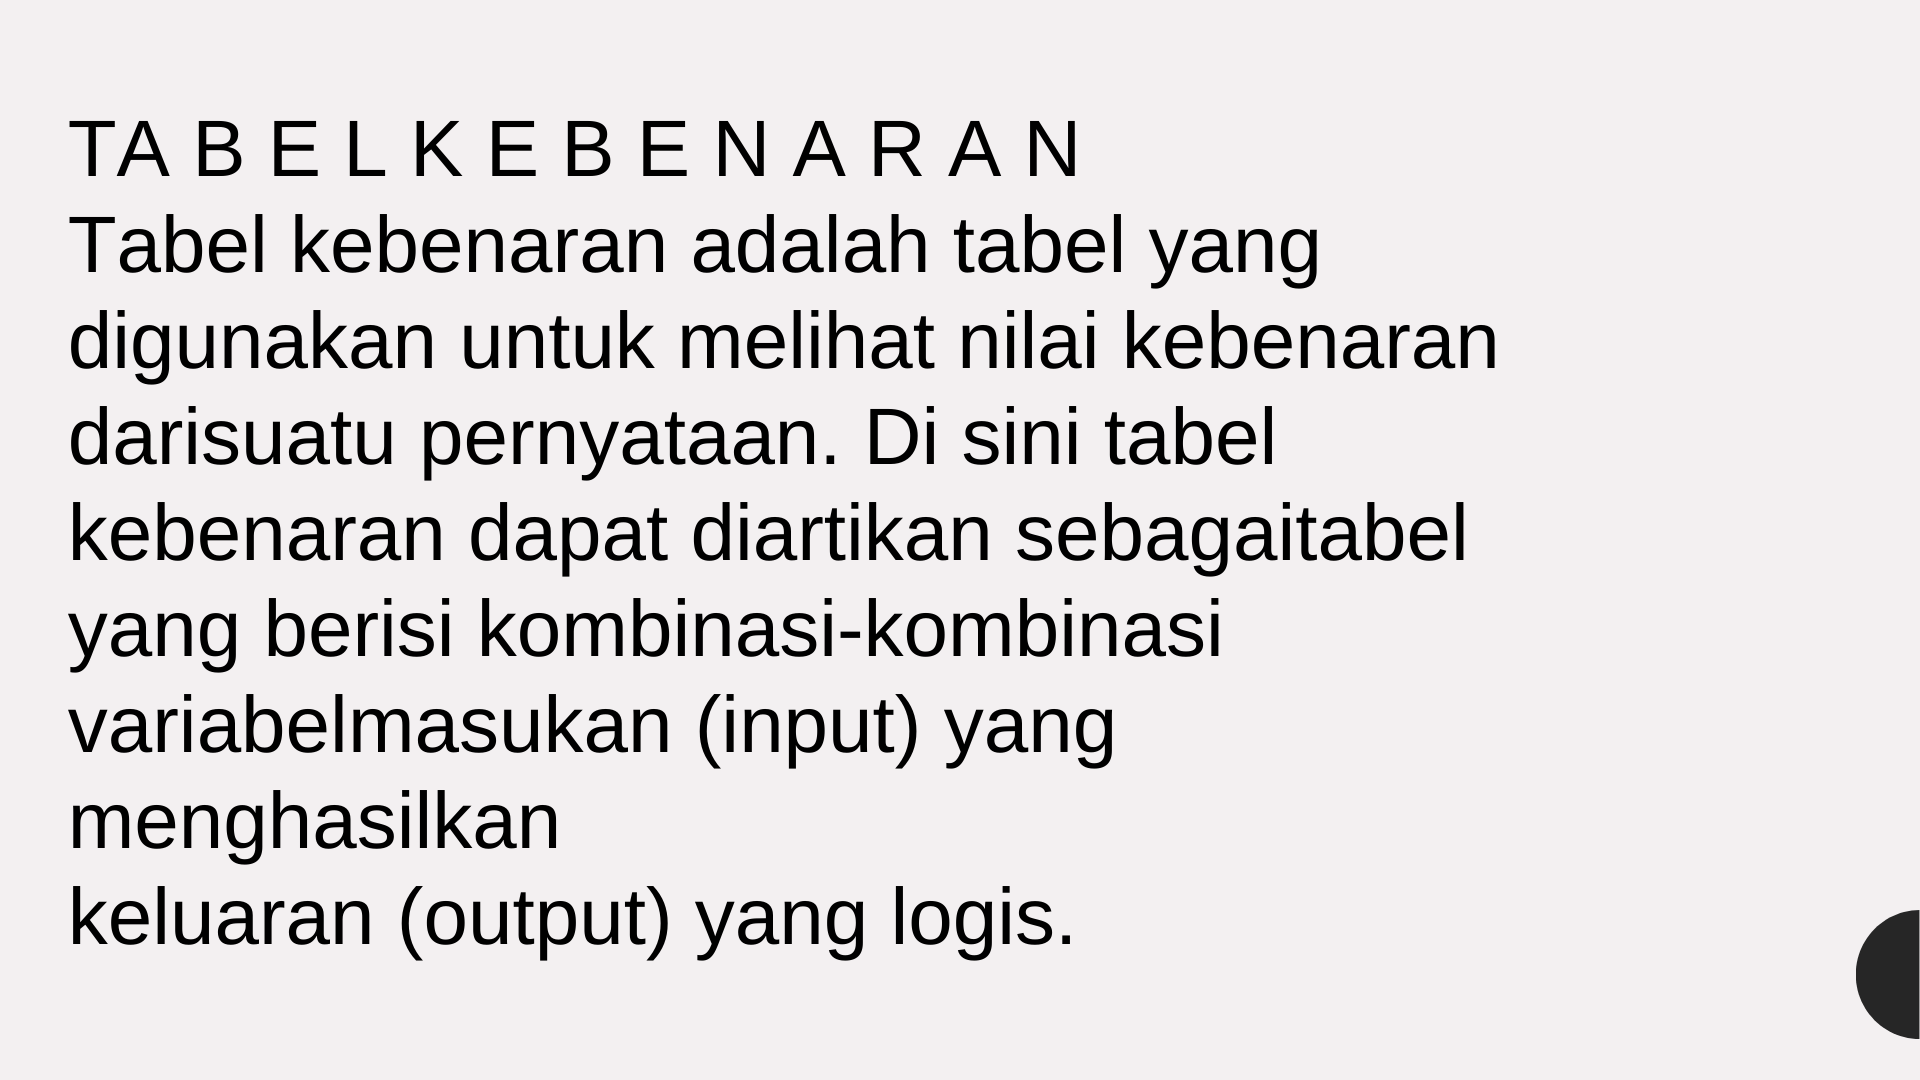 TA B E L K E B E N A R A N
Tabel kebenaran adalah tabel yang
digunakan untuk melihat nilai kebenaran
darisuatu pernyataan. Di sini tabel
kebenaran dapat diartikan sebagaitabel
yang berisi kombinasi-kombinasi
variabelmasukan (input) yang
menghasilkan
keluaran (output) yang logis.